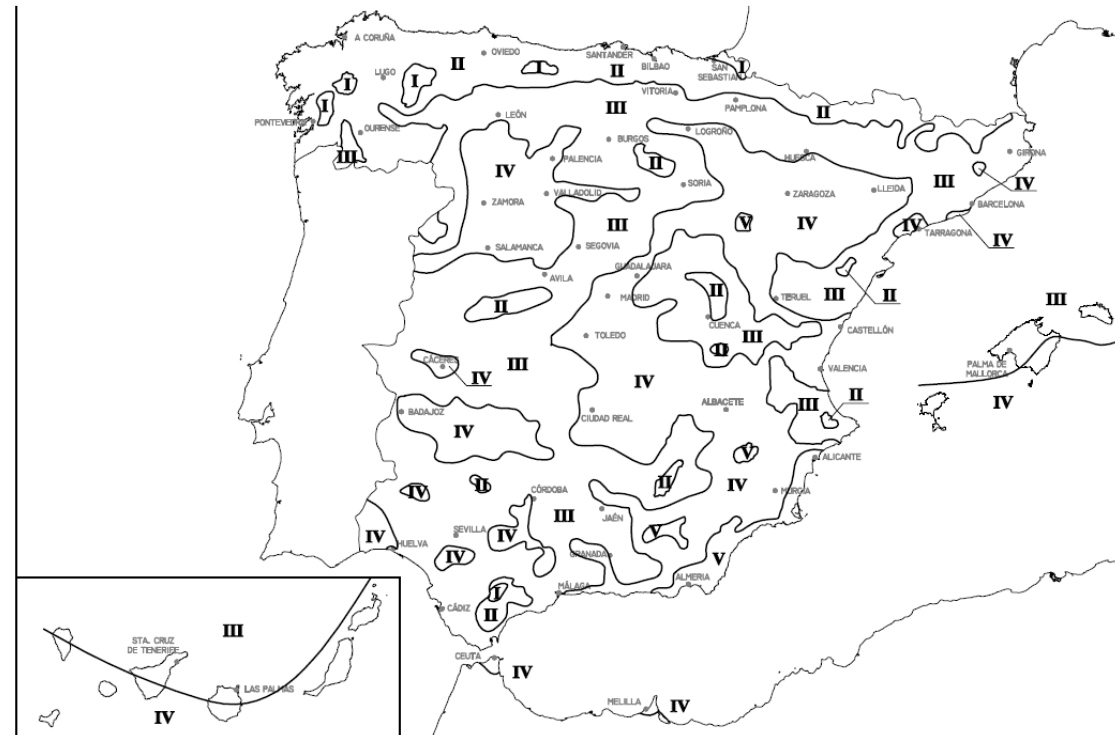 A CORUÑA
OVIEDO
SANTANDER
BILBAO
SAN
SEBASTIAN
I
II
I
II
LUGO
I
I
VITORIA
PAMPLONA
II
I
III
LEÓN
PONTEVEDRA
OURENSE
LOGROÑO
BURGOS
III
PALENCIA
IV
II
HUESCA
GIRONA
III
IV
SORIA
ZARAGOZA
LLEIDA
VALLADOLID
ZAMORA
BARCELONA
III
V
IV
IV
TARRAGONA
IV
SALAMANCA
SEGOVIA
AVILA
GUADALAJARA
II
MADRID
II
TERUEL
III
II
III
CUENCA
CASTELLÓN
TOLEDO
III
II
PALMA DE
MALLORCA
CÁCERES
IV
III
VALENCIA
IV
IV
BADAJOZ
CIUDAD REAL
ALBACETE
III
II
IV
V
ALICANTE
IV
II
II
IV
MURCIA
CÓRDOBA
III
JAÉN
SEVILLA
IV
IV
V
HUELVA
IV
GRANADA
V
MÁLAGA
ALMERIA
I
CÁDIZ
II
CEUTA
IV
MELILLA
IV
STA. CRUZ
DE TENERIFE
III
LAS PALMAS
IV